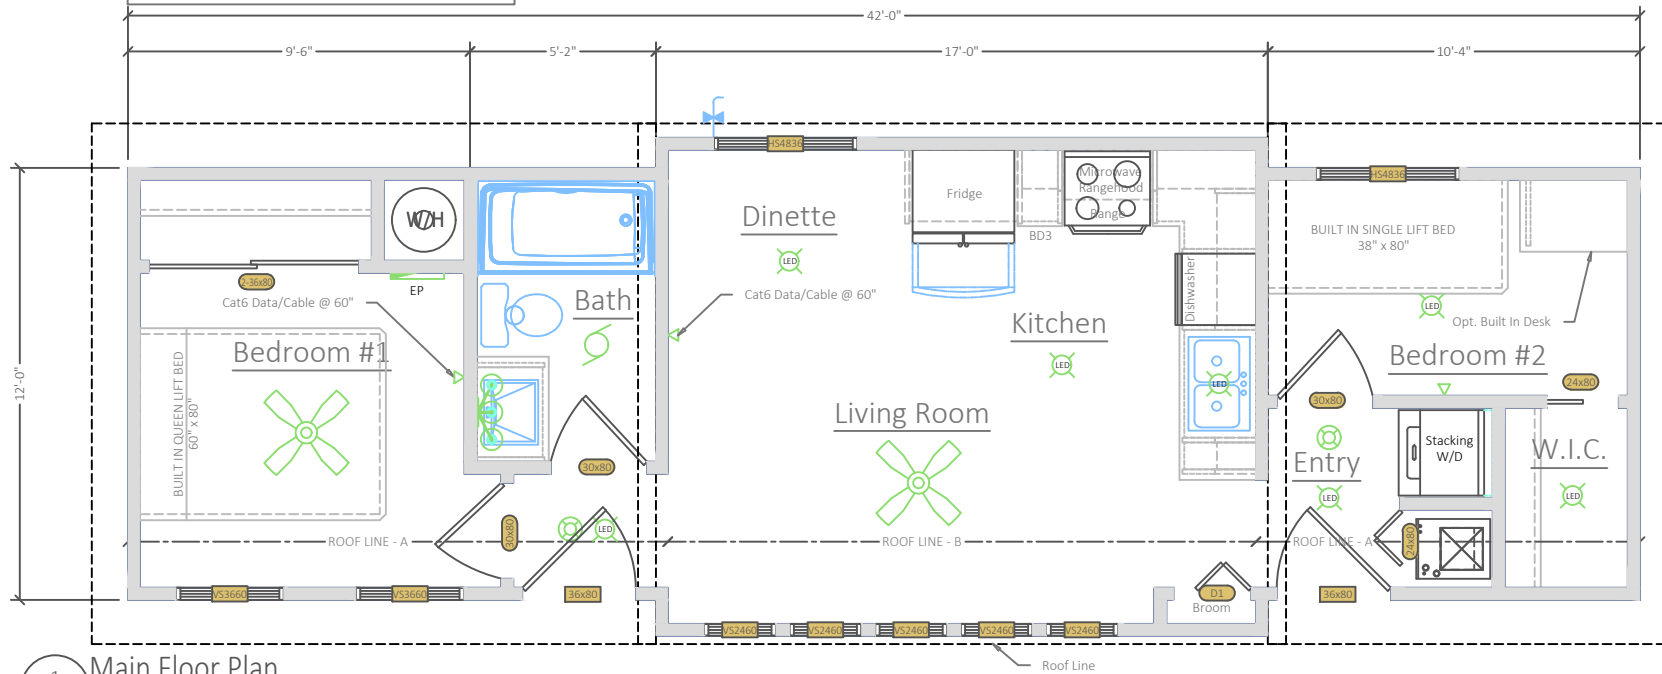 42'-0"
9'-6"
5'-2"
17'-0"
10'-4"
12'-0"
HS4836
HS4836
W/H
Fridge
Microwave
Rangehood
Range
BD3
Dinette
LED
Cat6 Data/Cable @ 60"
BUILT IN SINGLE LIFT BED
38" x 80"
LED
Opt. Built In Desk
Dishwasher
2-36x80
EP
Cat6 Data/Cable @ 60"
Bath
Kitchen
LED
LED
Bedroom #1
BUILT IN QUEEN LIFT BED
60" x 80"
Bedroom #2
24x80
30x80
Living Room
Stacking
W/D
W.I.C.
LED
Entry
LED
30x80
30x80
LED
24x80
ROOF LINE - A
ROOF LINE - B
ROOF LINE - A
VS3660
VS3660
36x80
D1
Broom
36x80
VS2460
VS2460
VS2460
VS2460
VS2460
Roof Line
1
Main Floor Plan